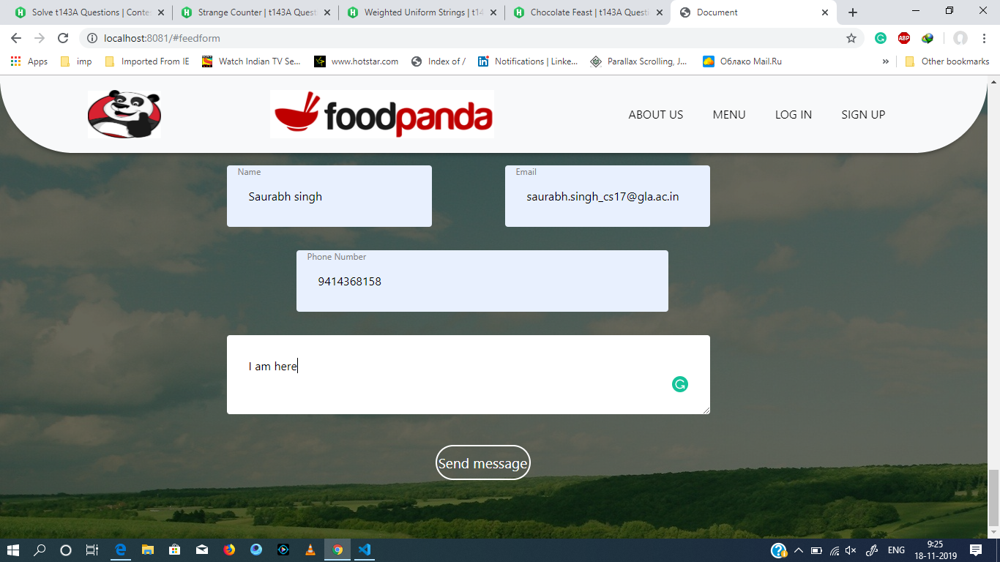 Solve t143A Questions | Conte
Strange Counter | t143A Quest
Weighted Uniform Strings | t14
Chocolate Feast | t143A Questi
Document
localhost:8081/#feedform
ABP
Apps
imp
Imported From IE
Watch Indian TV Se...
www.hotstar.com
Index of /
Notifications | Linke...
Parallax Scrolling, J...
Облако Mail.Ru
»
Other bookmarks
foodpanda
ABOUT US
MENU
LOG IN
SIGN UP
Name
Email
Saurabh singh
saurabh.singh_cs17@gla.ac.in
Phone Number
9414368158
I am here
Send message
ENG
9:25
18-11-2019